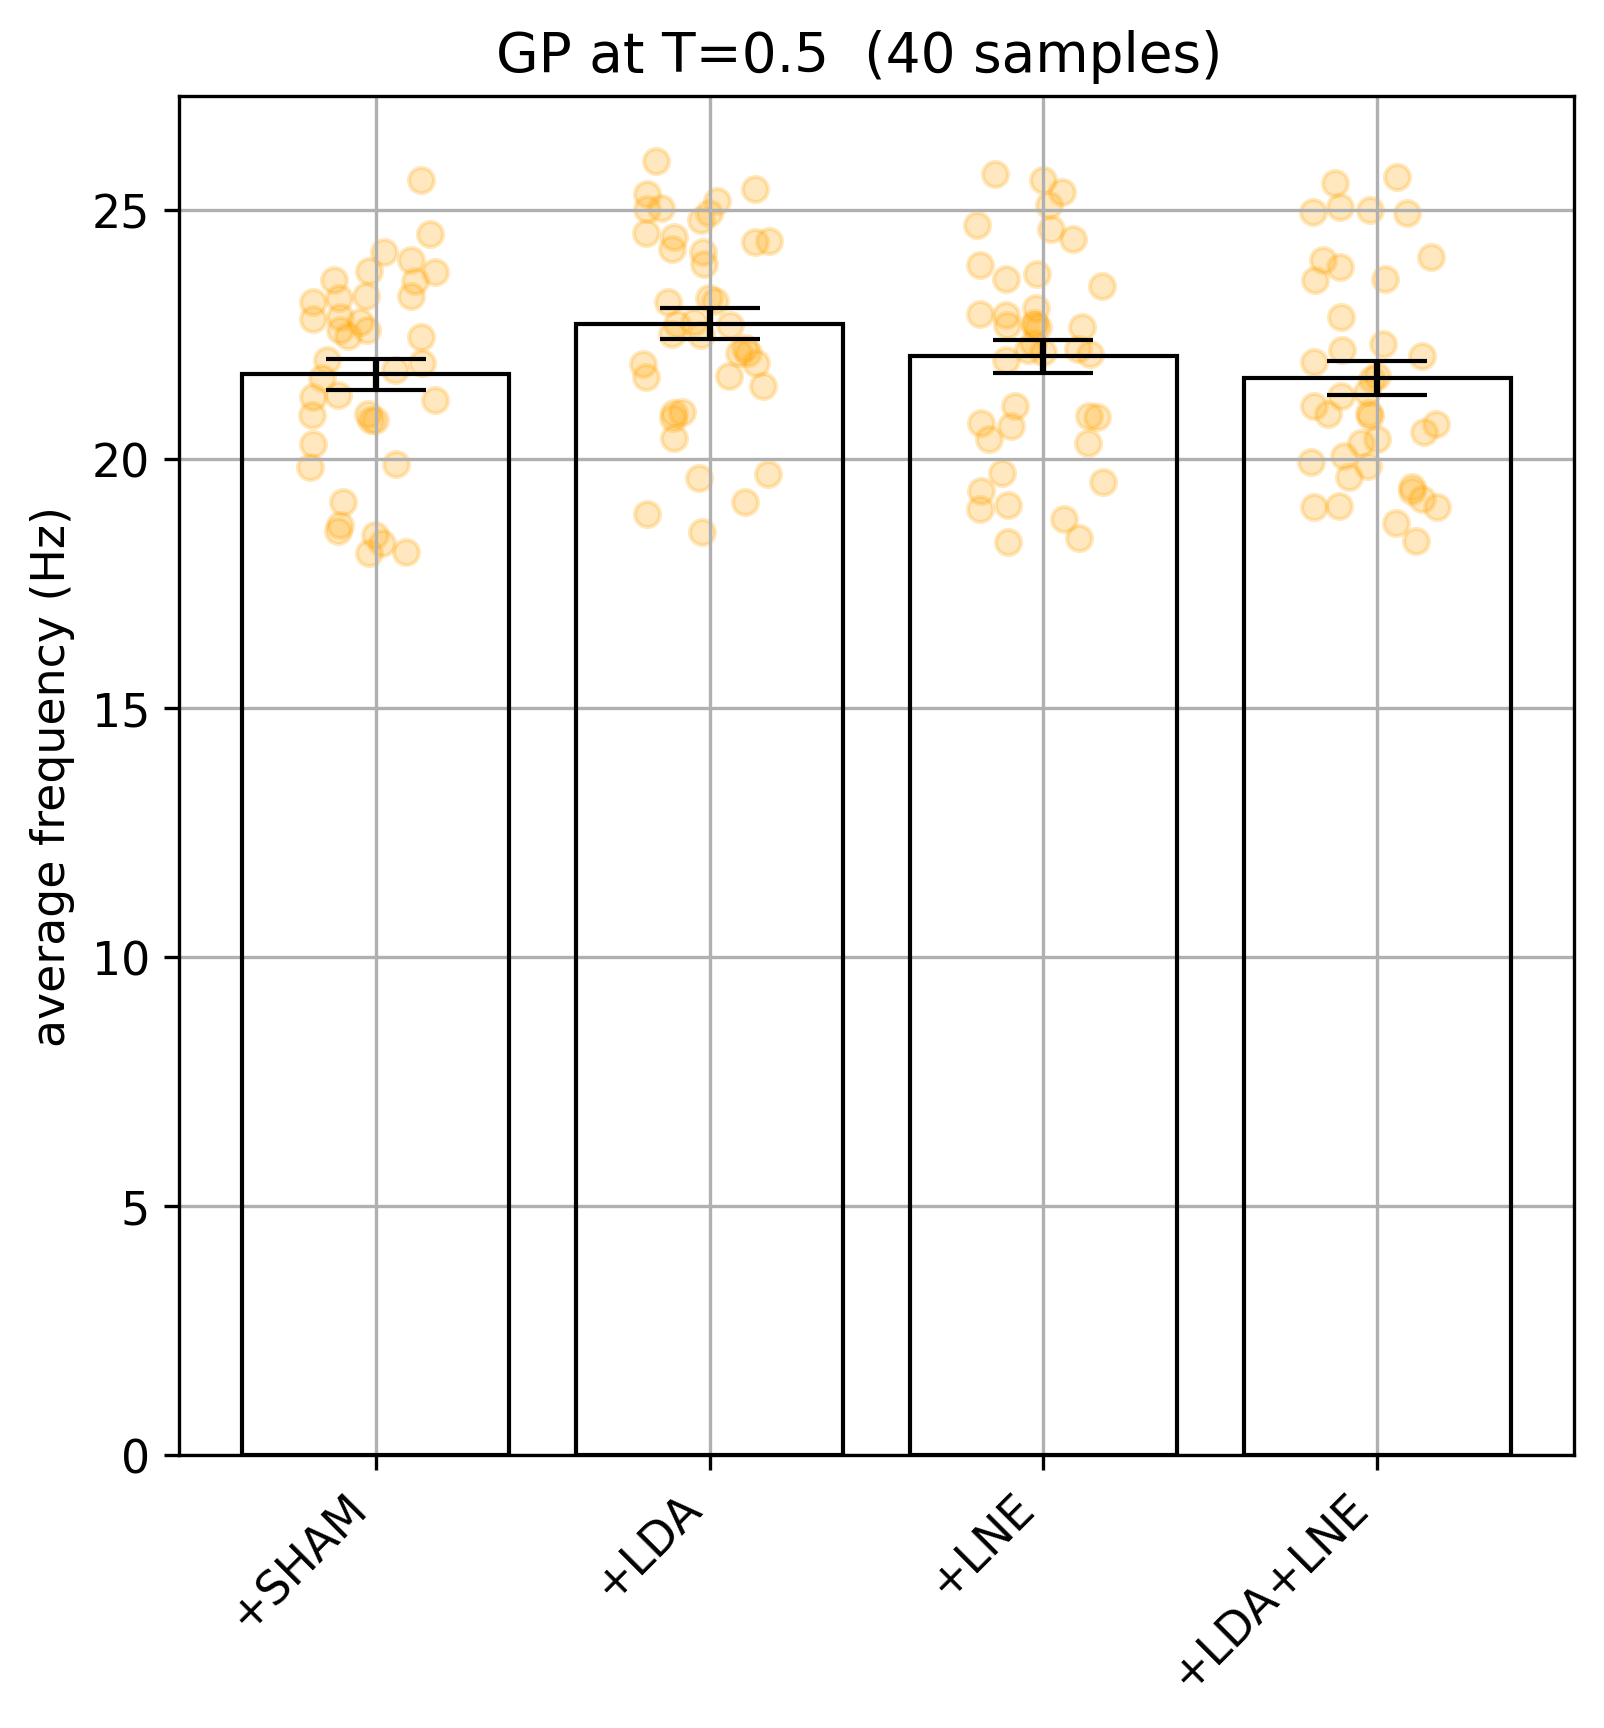 GP at T=0.5  (40 samples)
average frequency (Hz)
25
20
15
10
5
0
+SHAM
+LDA
+LNE
+LDA+LNE